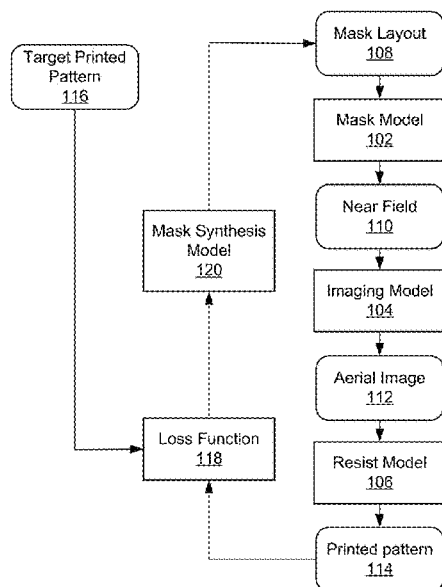 Target Printed
Pattern
116
Mask Layout
108
Mask Model
102
Near Field
110
Mask Synthesis
Model
120
Imaging Model
104
Aerial Image
112
Loss Function
118
Resist Model
106
Printed pattern
114